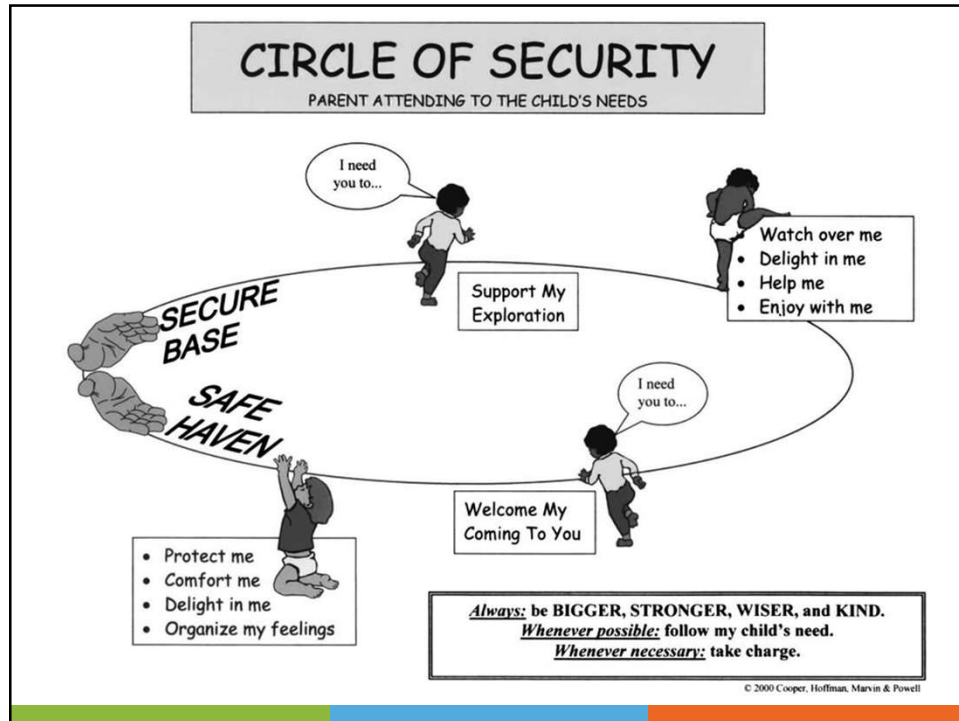 CIRCLE OF SECURITY
PARENT ATTENDING TO THE CHILD'S NEEDS
I need
you to...
• Watch over me
• Delight in me
• Help me
• Enjoy with me
Support My
Exploration
SECURE
BASE
SAFE
HAVEN
I need
you to...
Welcome My
Coming To You
• Protect me
• Comfort me
• Delight in me
• Organize my feelings
Always: be BIGGER, STRONGER, WISER, and KIND.
Whenever possible: follow my child's need.
Whenever necessary: take charge.
© 2000 Cooper, Hoffman, Marvin & Powell